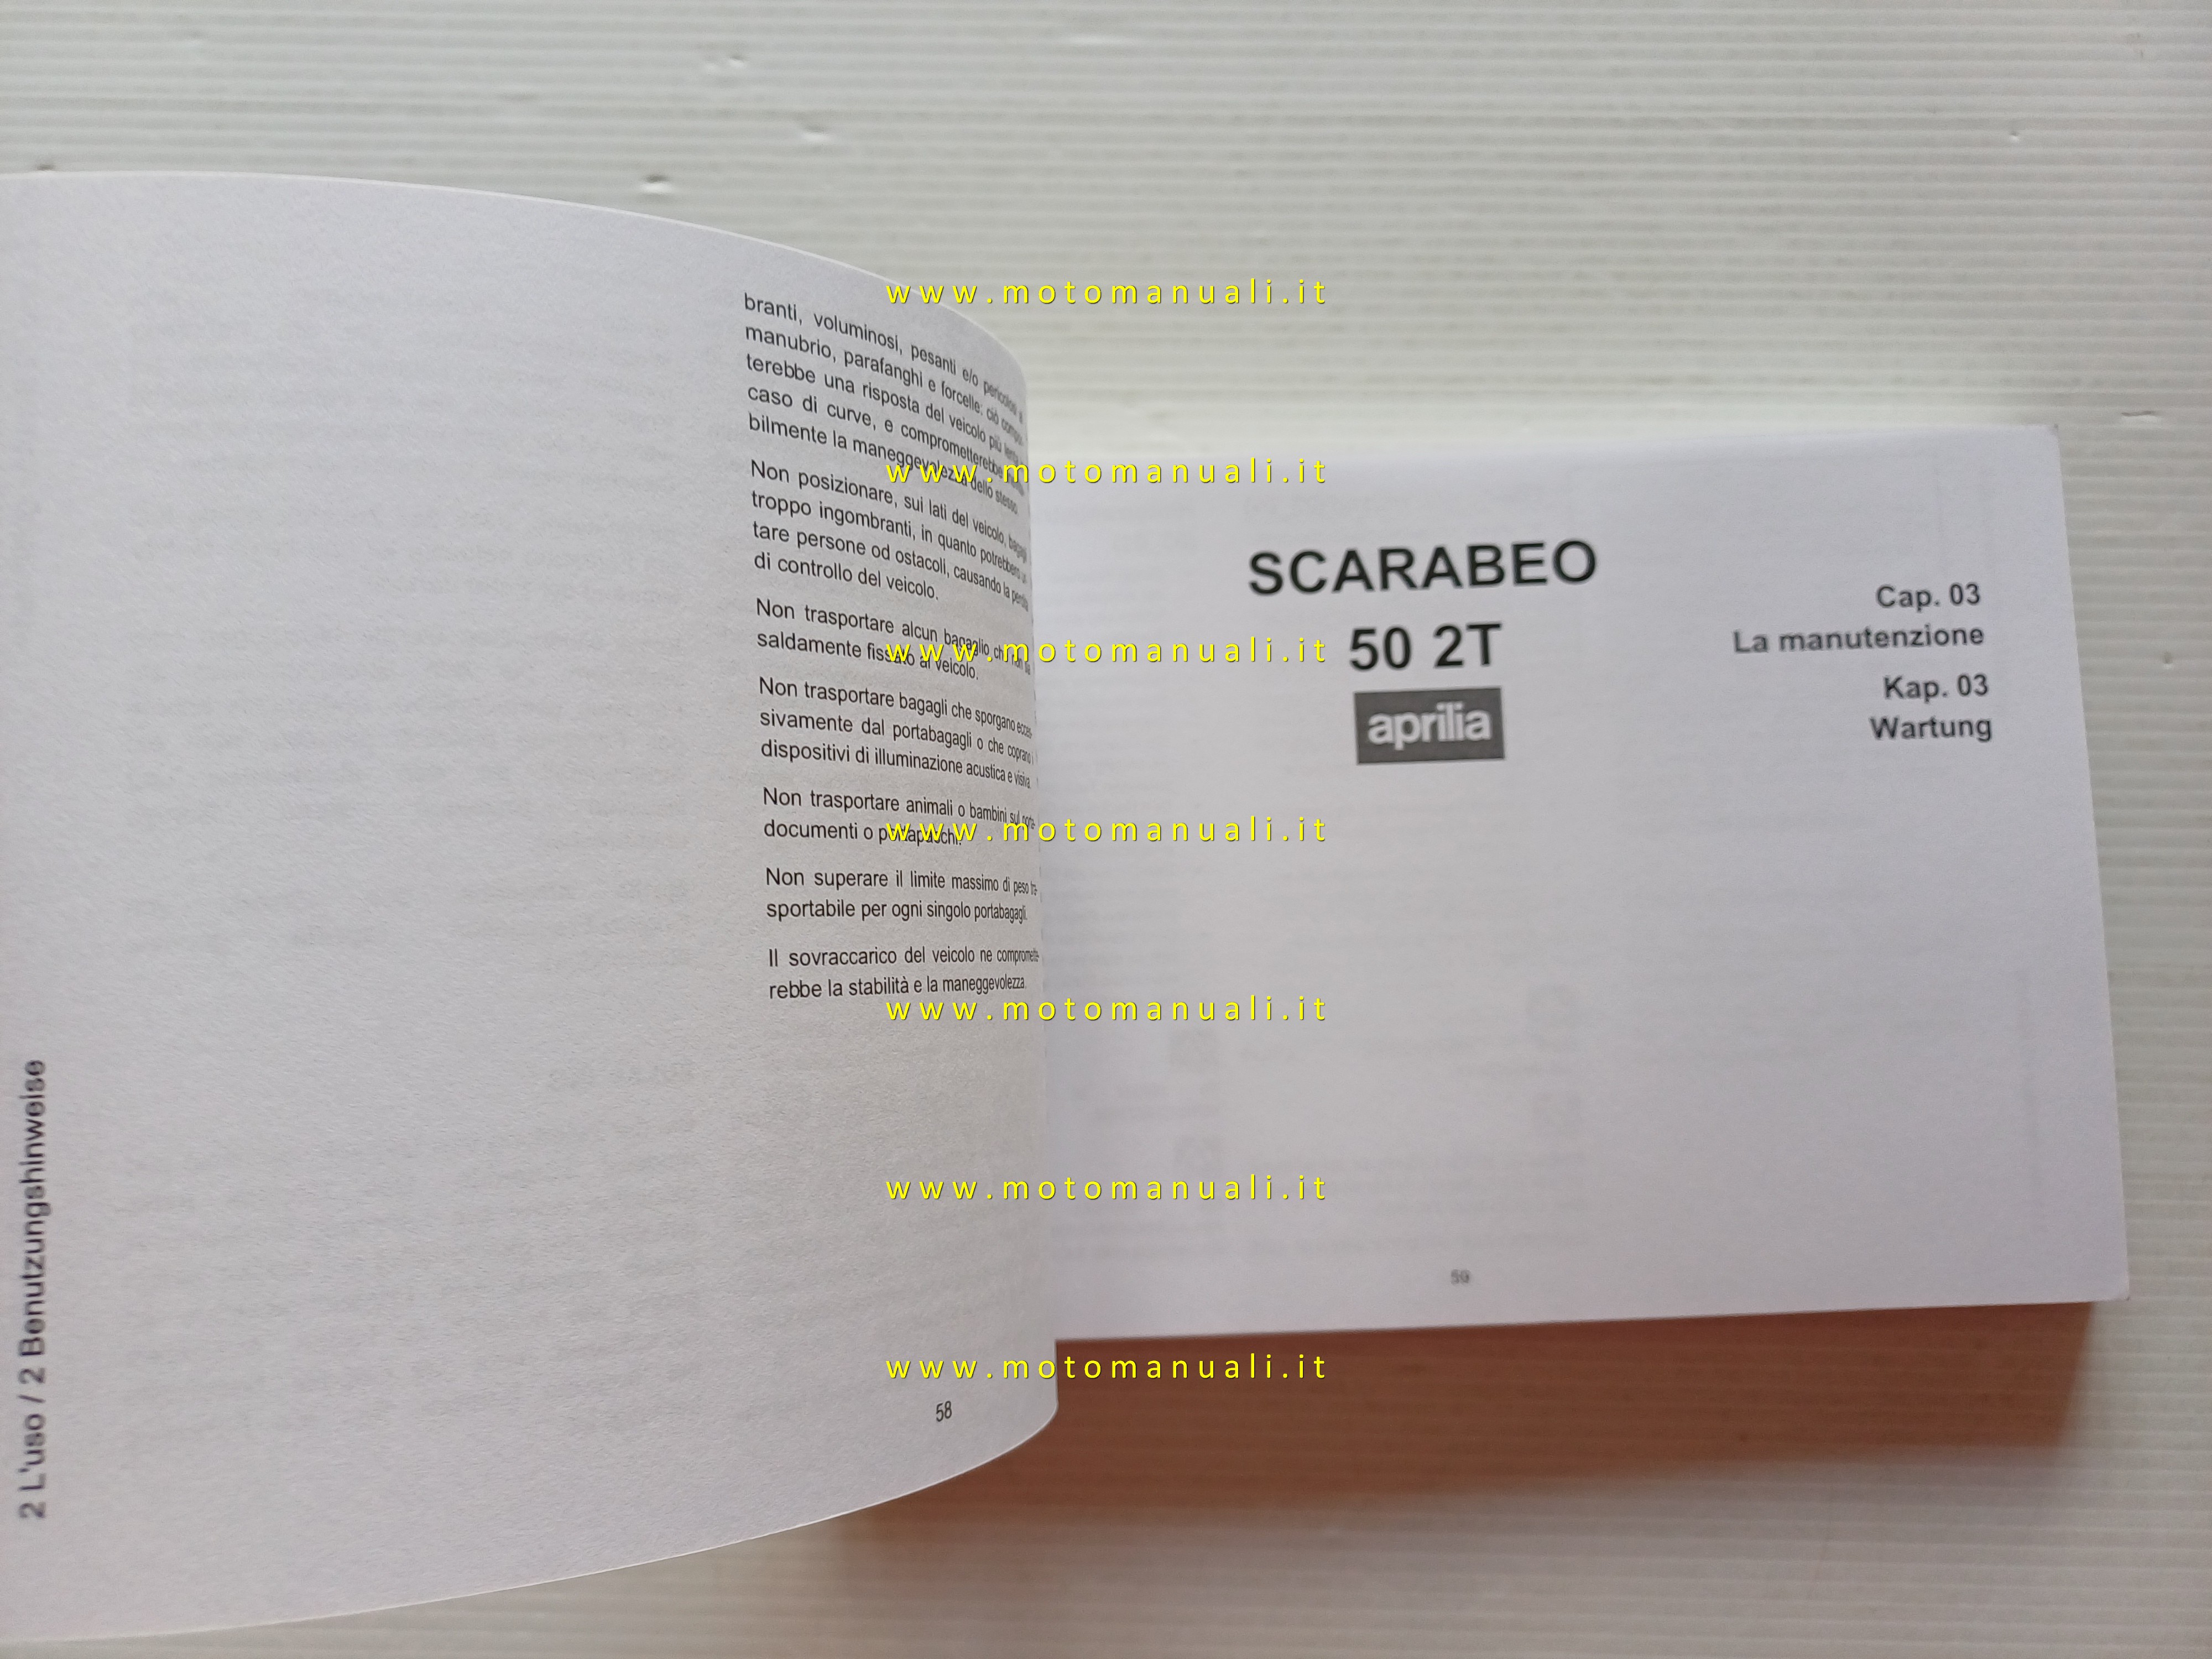 branti, voluminosi, pesanti e/o pericolosi a
manubrio, parafanghi e forcelle: ciò compor-
terebbe una risposta del veicolo più lenta
caso di curve, e comprometterebbe
bilmente la maneggevolezza dello stesso.
Non posizionare, sui lati del veicolo, bagagli
troppo ingombranti, in quanto potrebbero
tare persone od ostacoli, causando la perdita
di controllo del veicolo.
Non trasportare alcun bagaglio che non sia
saldamente fissato al veicolo.
Non trasportare bagagli che sporgano ecces-
sivamente dal portabagagli o che coprano i
dispositivi di illuminazione acustica e visiva.
Non trasportare animali o bambini sul porta
documenti o portapacchi.
Non superare il limite massimo di peso tra-
sportabile per ogni singolo portabagagli.
Il sovraccarico del veicolo ne compromette-
rebbe la stabilità e la maneggevolezza.
2 L'uso / 2 Benutzungshinweise
58
SCARABEO
50 2T
aprilia
Cap. 03
La manutenzione
Kap. 03
Wartung
59
www.motomanuali.it
www.motomanuali.it
www.motomanuali.it
www.motomanuali.it
www.motomanuali.it
www.motomanuali.it
www.motomanuali.it